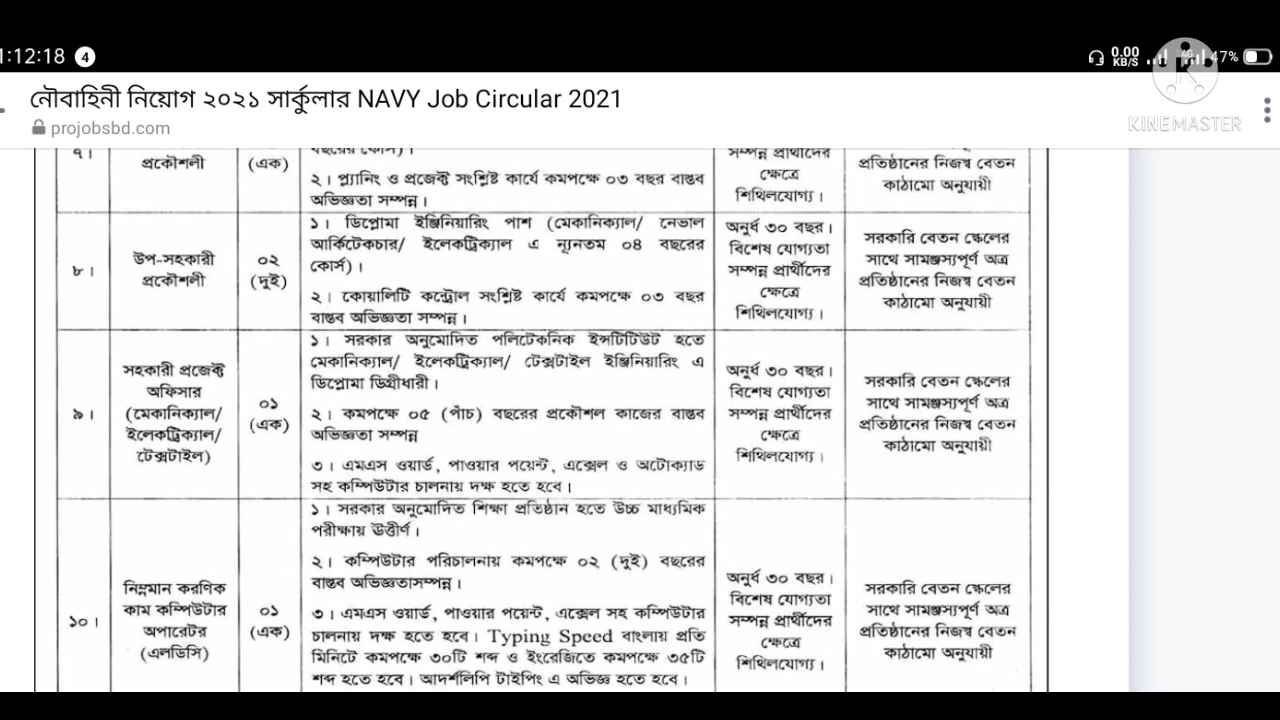 1:12:18 4
0.00 KB/S 4G 47%
নৌবাহিনী নিয়োগ ২০২১ সার্কুলার NAVY Job Circular 2021
projobsbd.com
KINEMASTER
৭।
প্রকৌশলী
(এক)
বছরের কোর্স)।
২। প্ল্যানিং ও প্রজেক্ট সংশ্লিষ্ট কার্যে কমপক্ষে ০৩ বছর বাস্তব
অভিজ্ঞতা সম্পন্ন।
সম্পন্ন প্রার্থীদের
ক্ষেত্রে
শিথিলযোগ্য।
প্রতিষ্ঠানের নিজস্ব বেতন
কাঠামো অনুযায়ী
৮।
উপ-সহকারী
প্রকৌশলী
০২
(দুই)
১। ডিপ্লোমা ইঞ্জিনিয়ারিং পাশ (মেকানিক্যাল/ নেভাল
আর্কিটেকচার/ ইলেকট্রিক্যাল এ ন্যূনতম ০৪ বছরের
কোর্স)।
২। কোয়ালিটি কন্ট্রোল সংশ্লিষ্ট কার্যে কমপক্ষে ০৩ বছর
বাস্তব অভিজ্ঞতা সম্পন্ন।
অনুর্ধ ৩০ বছর।
বিশেষ যোগ্যতা
সম্পন্ন প্রার্থীদের
ক্ষেত্রে
শিথিলযোগ্য।
সরকারি বেতন স্কেলের
সাথে সামঞ্জস্যপূর্ণ অত্র
প্রতিষ্ঠানের নিজস্ব বেতন
কাঠামো অনুযায়ী
৯।
সহকারী প্রজেক্ট
অফিসার
(মেকানিক্যাল/
ইলেকট্রিক্যাল/
টেক্সটাইল)
০১
(এক)
১। সরকার অনুমোদিত পলিটেকনিক ইন্সটিটিউট হতে
মেকানিক্যাল/ ইলেকট্রিক্যাল/ টেক্সটাইল ইঞ্জিনিয়ারিং এ
ডিপ্লোমা ডিগ্রীধারী।
২। কমপক্ষে ০৫ (পাঁচ) বছরের প্রকৌশল কাজের বাস্তব
অভিজ্ঞতা সম্পন্ন
৩। এমএস ওয়ার্ড, পাওয়ার পয়েন্ট, এক্সেল ও অটোক্যাড
সহ কম্পিউটার চালনায় দক্ষ হতে হবে।
অনুর্ধ ৩০ বছর।
বিশেষ যোগ্যতা
সম্পন্ন প্রার্থীদের
ক্ষেত্রে
শিথিলযোগ্য।
সরকারি বেতন স্কেলের
সাথে সামঞ্জস্যপূর্ণ অত্র
প্রতিষ্ঠানের নিজস্ব বেতন
কাঠামো অনুযায়ী
১০।
নিম্নমান করণিক
কাম কম্পিউটার
অপারেটর
(এলডিসি)
০১
(এক)
১। সরকার অনুমোদিত শিক্ষা প্রতিষ্ঠান হতে উচ্চ মাধ্যমিক
পরীক্ষায় উত্তীর্ণ।
২। কম্পিউটার পরিচালনায় কমপক্ষে ০২ (দুই) বছরের
বাস্তব অভিজ্ঞতাসম্পন্ন।
৩। এমএস ওয়ার্ড, পাওয়ার পয়েন্ট, এক্সেল সহ কম্পিউটার
চালনায় দক্ষ হতে হবে। Typing Speed বাংলায় প্রতি
মিনিটে কমপক্ষে ৩০টি শব্দ ও ইংরেজিতে কমপক্ষে ৩৫টি
শব্দ হতে হবে। আদর্শলিপি টাইপিং এ অভিজ্ঞ হতে হবে।
অনুর্ধ ৩০ বছর।
বিশেষ যোগ্যতা
সম্পন্ন প্রার্থীদের
ক্ষেত্রে
শিথিলযোগ্য।
সরকারি বেতন স্কেলের
সাথে সামঞ্জস্যপূর্ণ অত্র
প্রতিষ্ঠানের নিজস্ব বেতন
কাঠামো অনুযায়ী